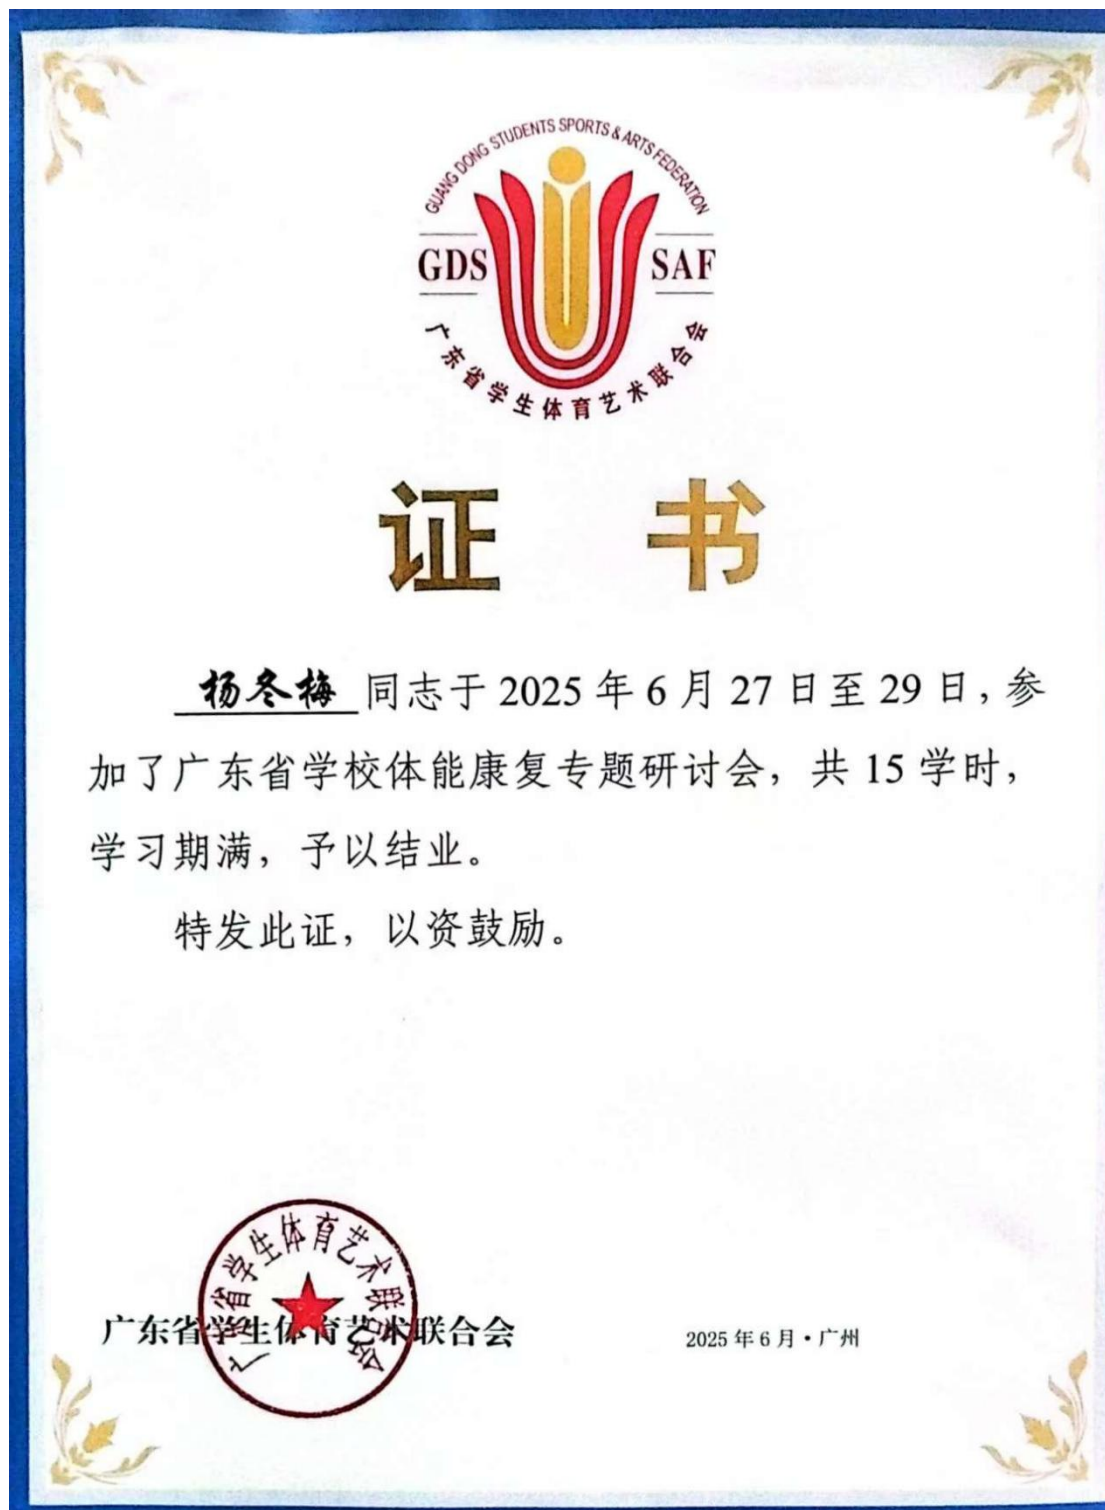 GUANG DONG STUDENTS SPORTS & ARTS FEDERATION
GDS SAF
广东省学生体育艺术联合会
证 书
杨冬梅 同志于 2025 年 6 月 27 日至 29 日，参
加了广东省学校体能康复专题研讨会，共 15 学时，
学习期满，予以结业。
特发此证，以资鼓励。
广东省学生体育艺术联合会
广东省学生体育艺术联合会
2025 年 6 月·广州